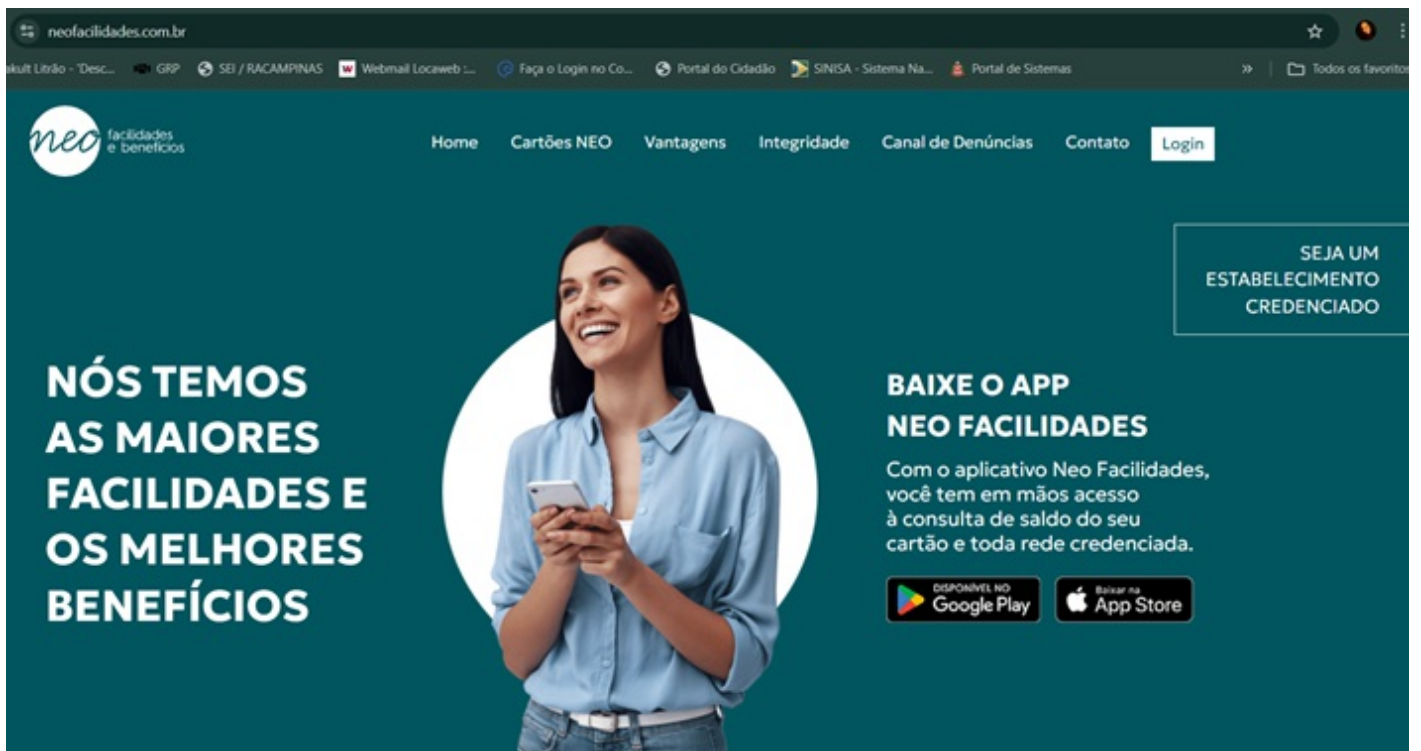 neofacilidades.com.br
akult Litrão - 'Desc... GRP SEI / RACAMPINAS Webmail Locaweb :... Faça o Login no Co... Portal do Cidadão SINISA - Sistema Na... Portal de Sistemas » Todos os favoritos
neo facilidades
e benefícios
Home Cartões NEO Vantagens Integridade Canal de Denúncias Contato Login
SEJA UM
ESTABELECIMENTO
CREDENCIADO
NÓS TEMOS
AS MAIORES
FACILIDADES E
OS MELHORES
BENEFÍCIOS
BAIXE O APP
NEO FACILIDADES
Com o aplicativo Neo Facilidades,
você tem em mãos acesso
à consulta de saldo do seu
cartão e toda rede credenciada.
DISPONÍVEL NO
Google Play
Baixar na
App Store